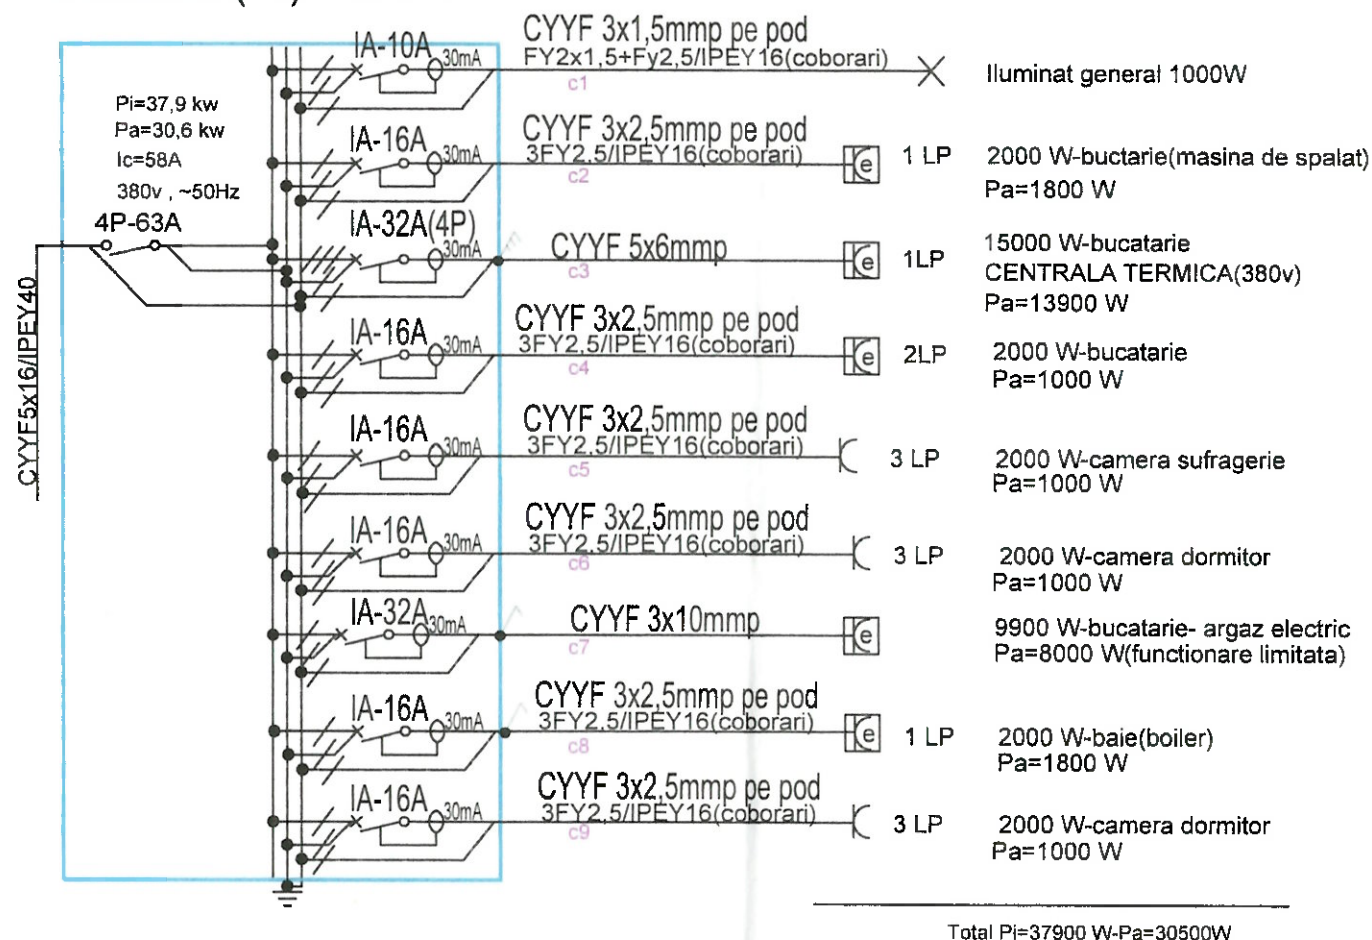 Pi=37,9 kw
Pa=30,6 kw
Ic=58A
380v , ~50Hz
4P-63A
CYYF5x16/IPEY40
IA-10A
30mA
CYYF 3x1,5mmp pe pod
FY2x1,5+Fy2,5/IPEY16(coborari)
c1
Iluminat general 1000W
IA-16A
30mA
CYYF 3x2,5mmp pe pod
3FY2,5/IPEY16(coborari)
c2
e
1 LP
2000 W-buctarie(masina de spalat)
Pa=1800 W
IA-32A(4P)
30mA
CYYF 5x6mmp
c3
e
1LP
15000 W-bucatarie
CENTRALA TERMICA(380v)
Pa=13900 W
IA-16A
30mA
CYYF 3x2,5mmp pe pod
3FY2,5/IPEY16(coborari)
c4
e
2LP
2000 W-bucatarie
Pa=1000 W
IA-16A
30mA
CYYF 3x2,5mmp pe pod
3FY2,5/IPEY16(coborari)
c5
3 LP
2000 W-camera sufragerie
Pa=1000 W
IA-16A
30mA
CYYF 3x2,5mmp pe pod
3FY2,5/IPEY16(coborari)
c6
3 LP
2000 W-camera dormitor
Pa=1000 W
IA-32A
30mA
CYYF 3x10mmp
c7
e
9900 W-bucatarie- argaz electric
Pa=8000 W(functionare limitata)
IA-16A
30mA
CYYF 3x2,5mmp pe pod
3FY2,5/IPEY16(coborari)
c8
e
1 LP
2000 W-baie(boiler)
Pa=1800 W
IA-16A
30mA
CYYF 3x2,5mmp pe pod
3FY2,5/IPEY16(coborari)
c9
3 LP
2000 W-camera dormitor
Pa=1000 W
Total Pi=37900 W-Pa=30500W